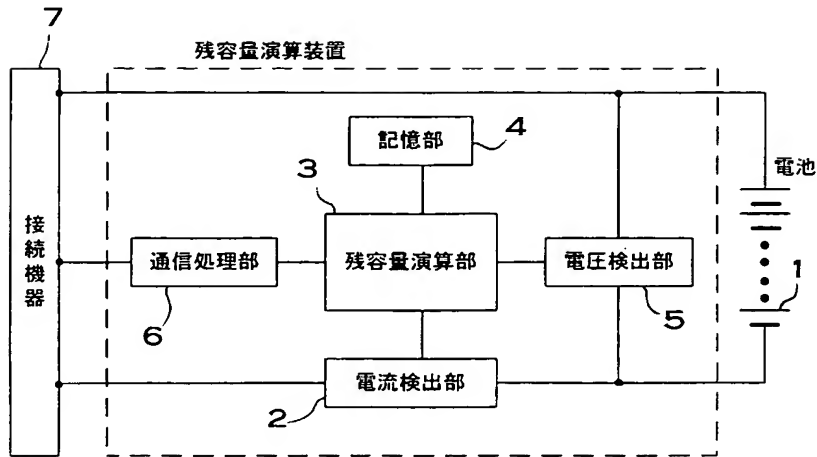 7
残容量演算装置
記憶部
4
電池
3
接続機器
通信処理部
残容量演算部
電圧検出部
1
6
5
電流検出部
2